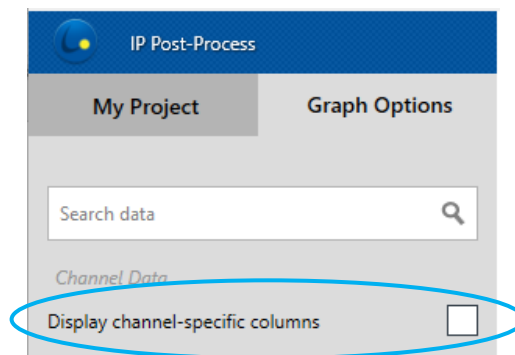 IP Post-Process
My Project
Graph Options
Search data
Channel Data
Display channel-specific columns